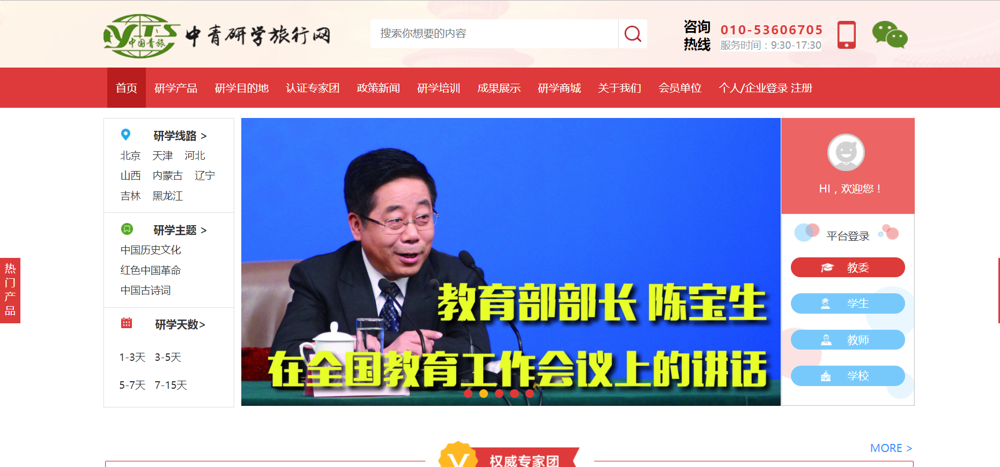 YTS
中国青旅
中青研学旅行网
搜索你想要的内容
咨询
热线
010-53606705
服务时间：9:30-17:30
首页 研学产品 研学目的地 认证专家团 政策新闻 研学培训 成果展示 研学商城 关于我们 会员单位 个人/企业登录 注册
研学线路 >
北京 天津 河北
山西 内蒙古 辽宁
吉林 黑龙江
研学主题 >
中国历史文化
红色中国革命
中国古诗词
研学天数>
1-3天 3-5天
5-7天 7-15天
热门产品
教育部部长 陈宝生
在全国教育工作会议上的讲话
HI，欢迎您！
平台登录
教委
学生
教师
学校
MORE >
V 权威专家团